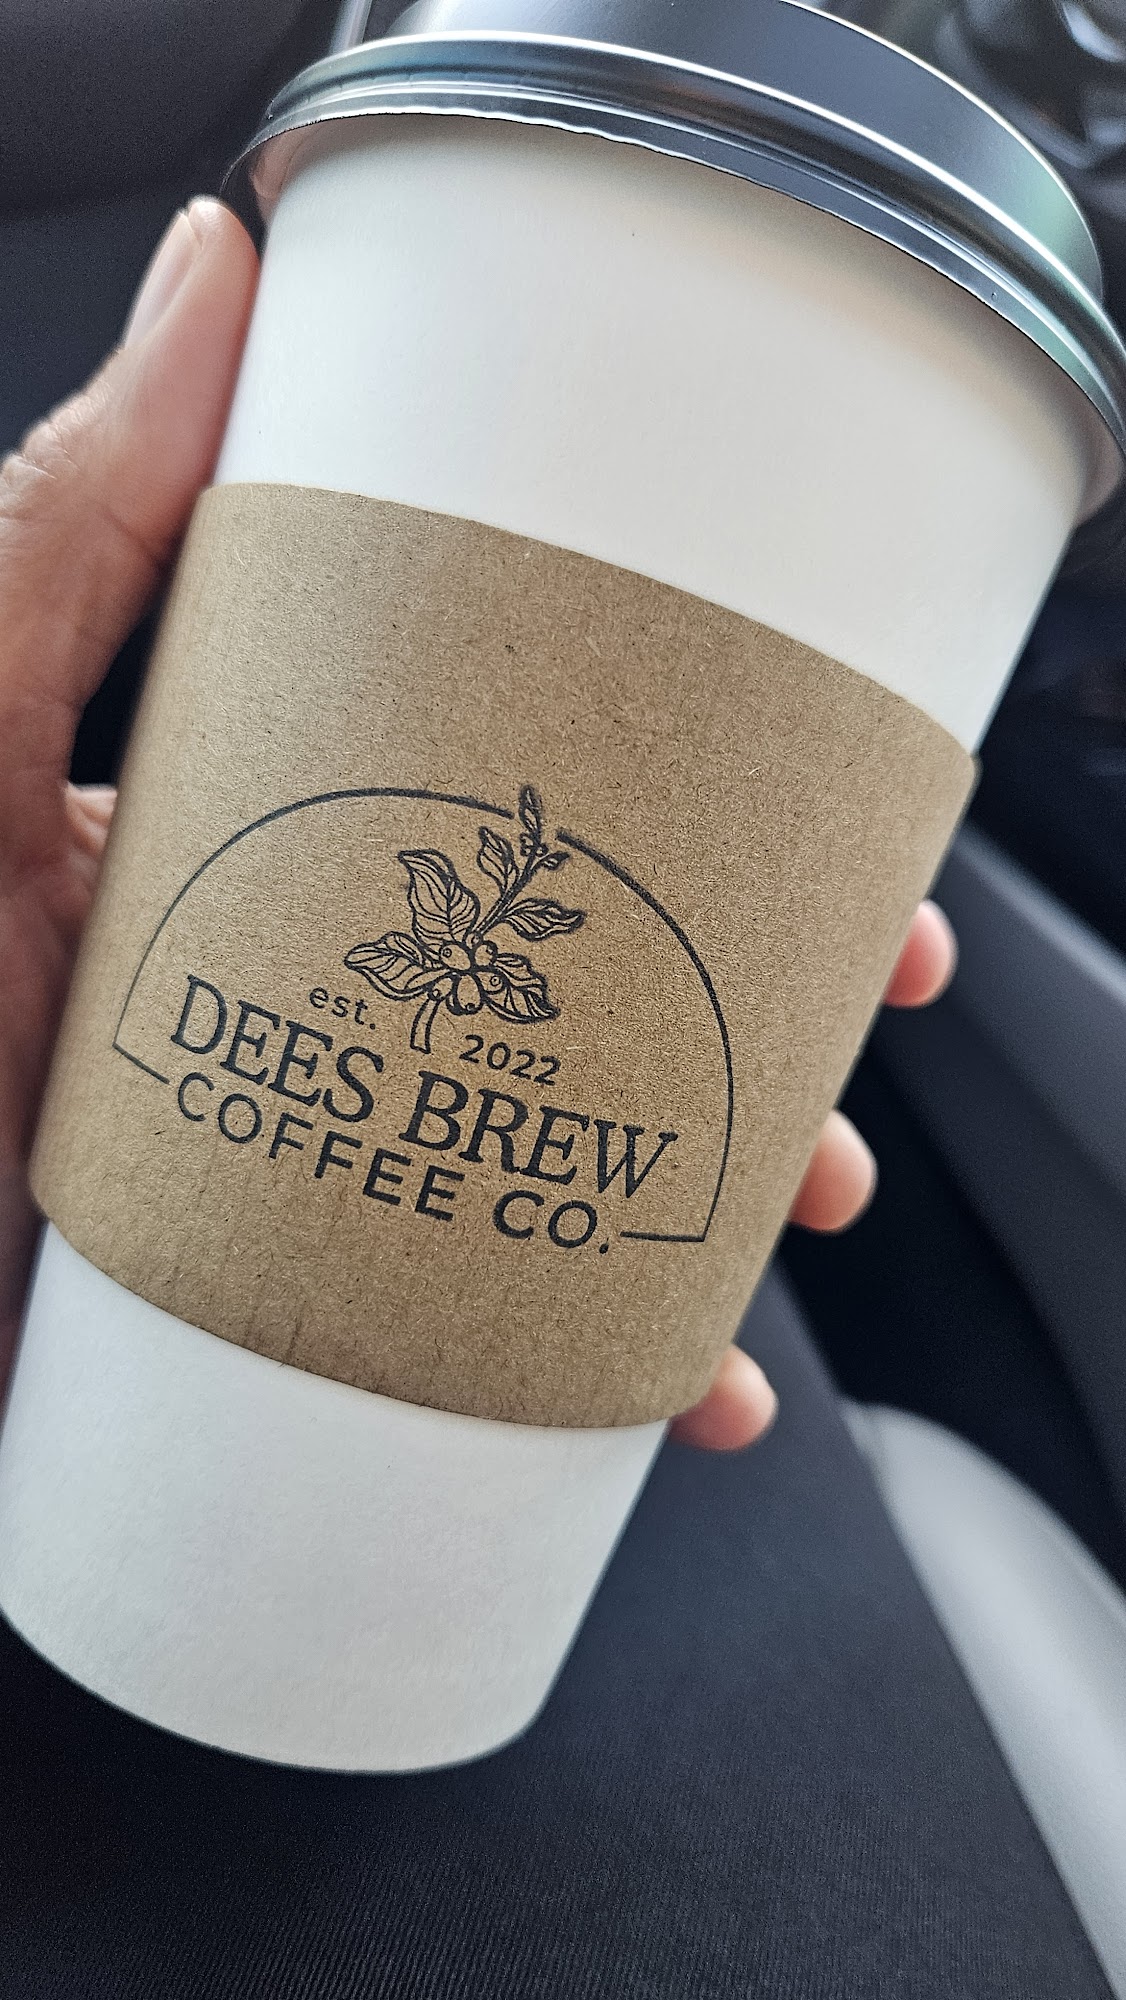 est.
2022
DEES BREW
COFFEE CO.